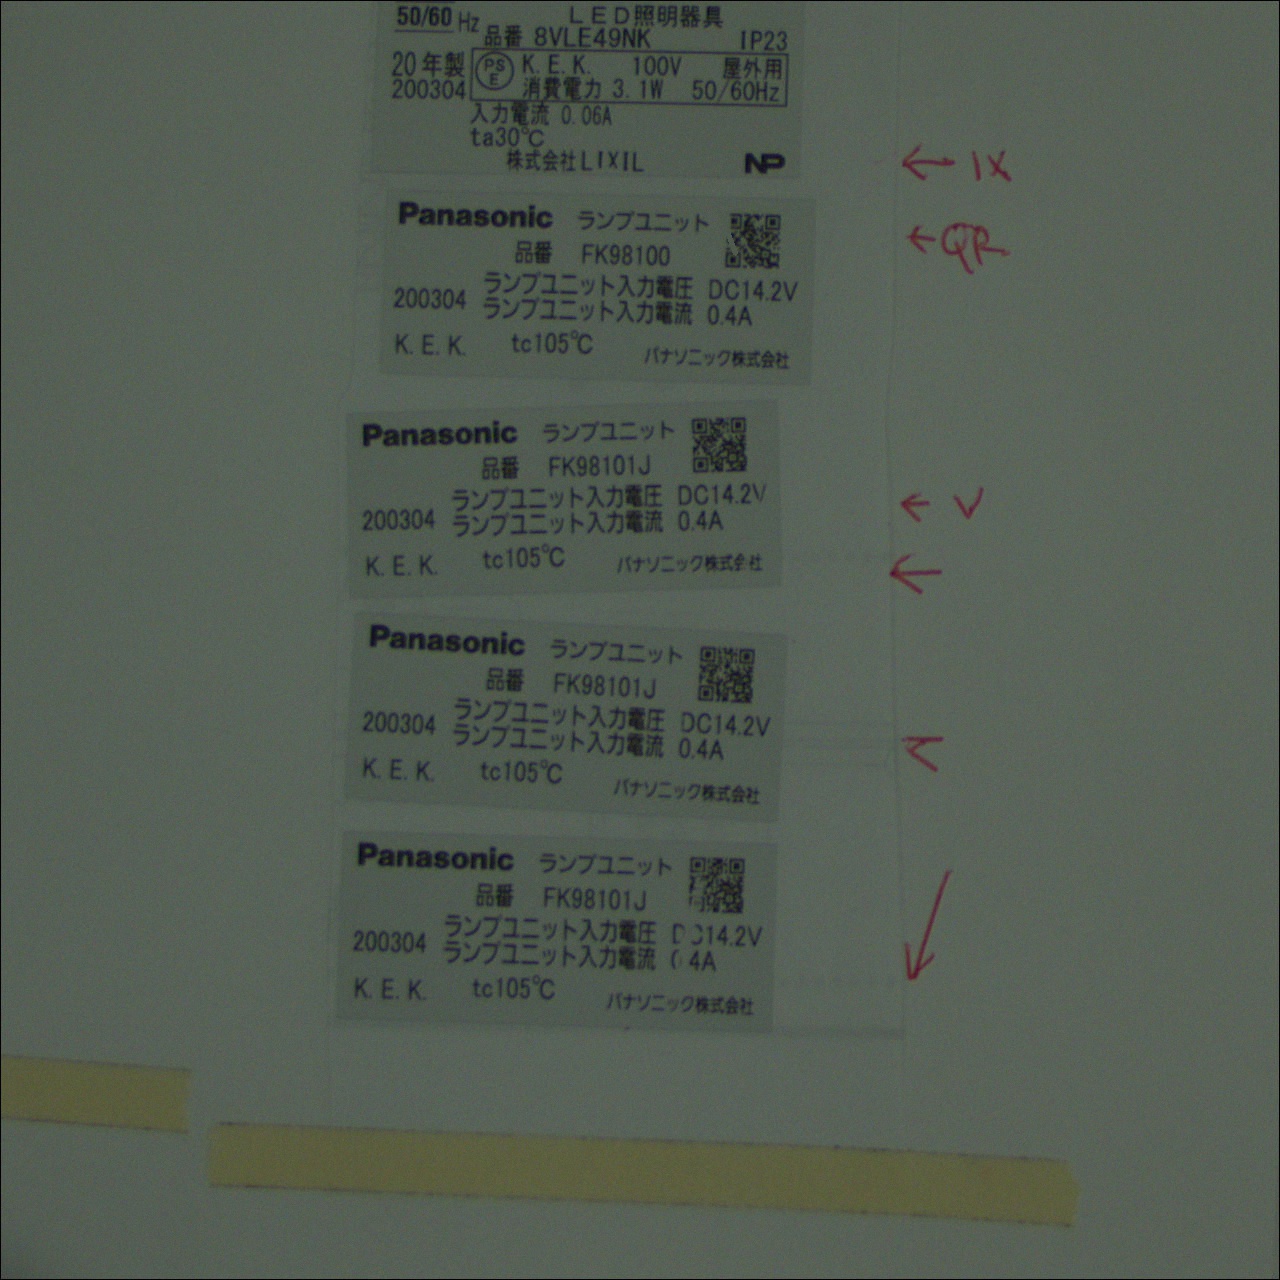 50/60 Hz
LED照明器具
品番 8VLE49NK IP23
20年製
200304
PS E
K.E.K. 100V 屋外用
消費電力 3.1W 50/60Hz
入力電流 0.06A
ta30℃
株式会社LIXIL NP
← IX
Panasonic ランプユニット
← QR
品番 FK98100
ランプユニット入力電圧 DC14.2V
200304 ランプユニット入力電流 0.4A
K.E.K. tc105℃ パナソニック株式会社
Panasonic ランプユニット
品番 FK98101J
ランプユニット入力電圧 DC14.2V
← V
200304 ランプユニット入力電流 0.4A
K.E.K. tc105℃ パナソニック株式会社
Panasonic ランプユニット
品番 FK98101J
ランプユニット入力電圧 DC14.2V
200304 ランプユニット入力電流 0.4A
K.E.K. tc105℃ パナソニック株式会社
Panasonic ランプユニット
品番 FK98101J
ランプユニット入力電圧 DC14.2V
200304 ランプユニット入力電流 0.4A
K.E.K. tc105℃ パナソニック株式会社